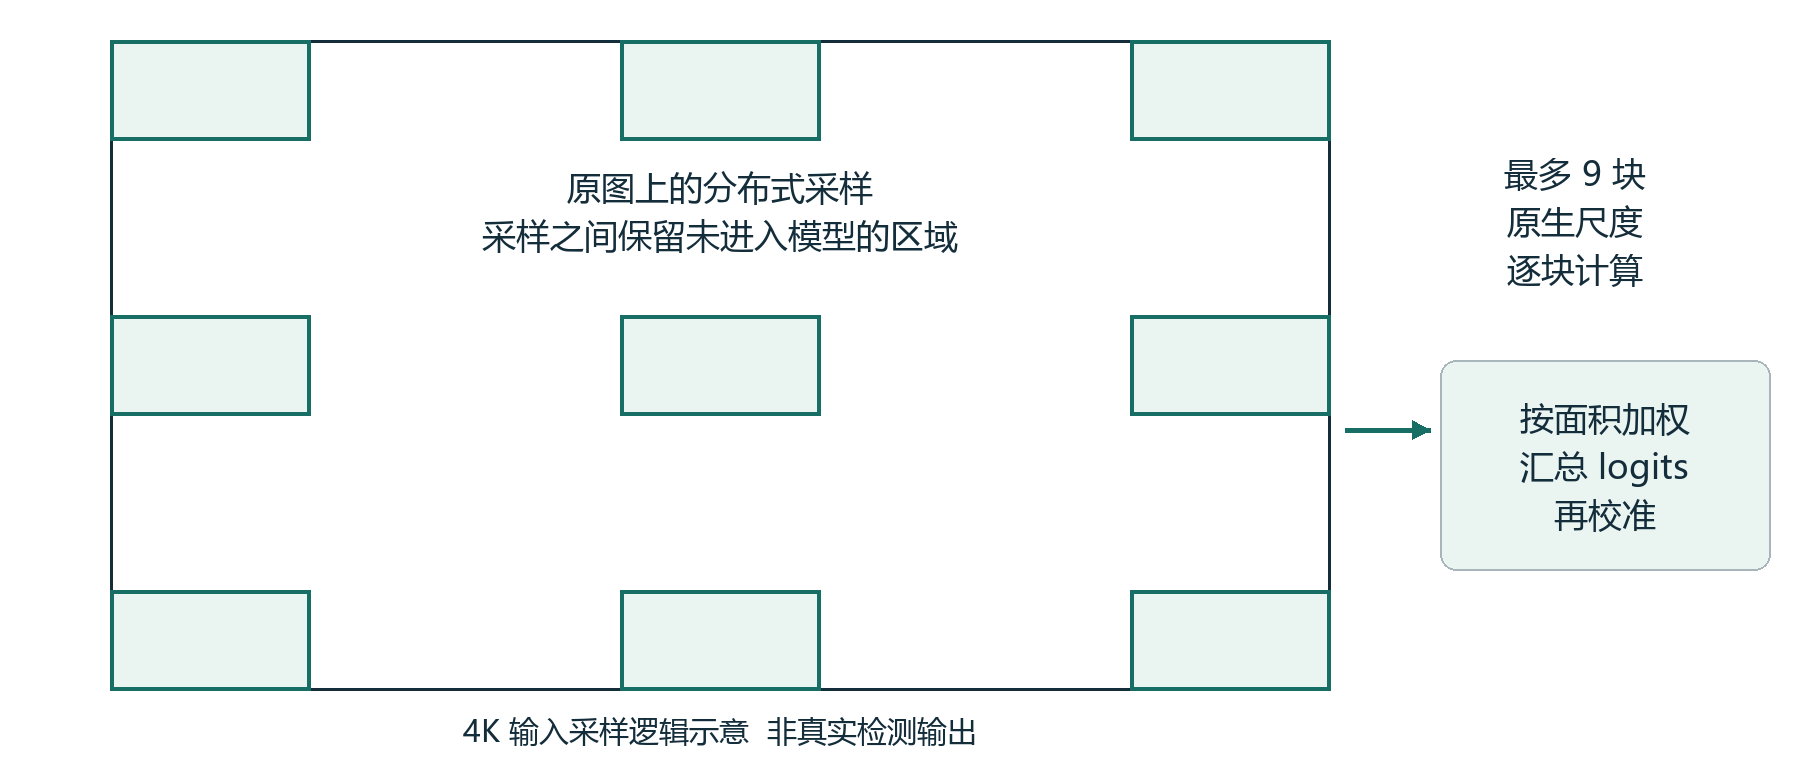 原图上的分布式采样
采样之间保留未进入模型的区域
最多 9 块
原生尺度
逐块计算
按面积加权
汇总 logits
再校准
4K 输入采样逻辑示意 非真实检测输出